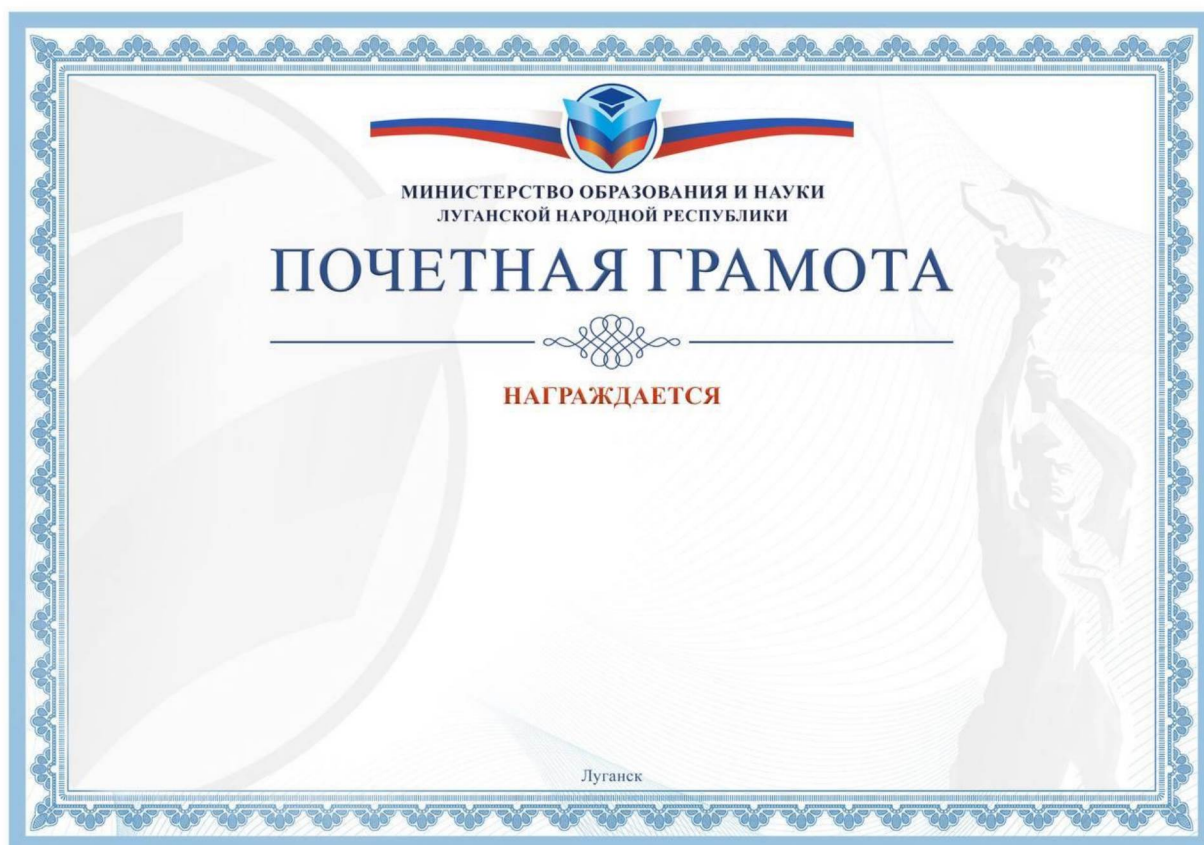 МИНИСТЕРСТВО ОБРАЗОВАНИЯ И НАУКИ
ЛУГАНСКОЙ НАРОДНОЙ РЕСПУБЛИКИ
ПОЧЕТНАЯ ГРАМОТА
НАГРАЖДАЕТСЯ
Луганск